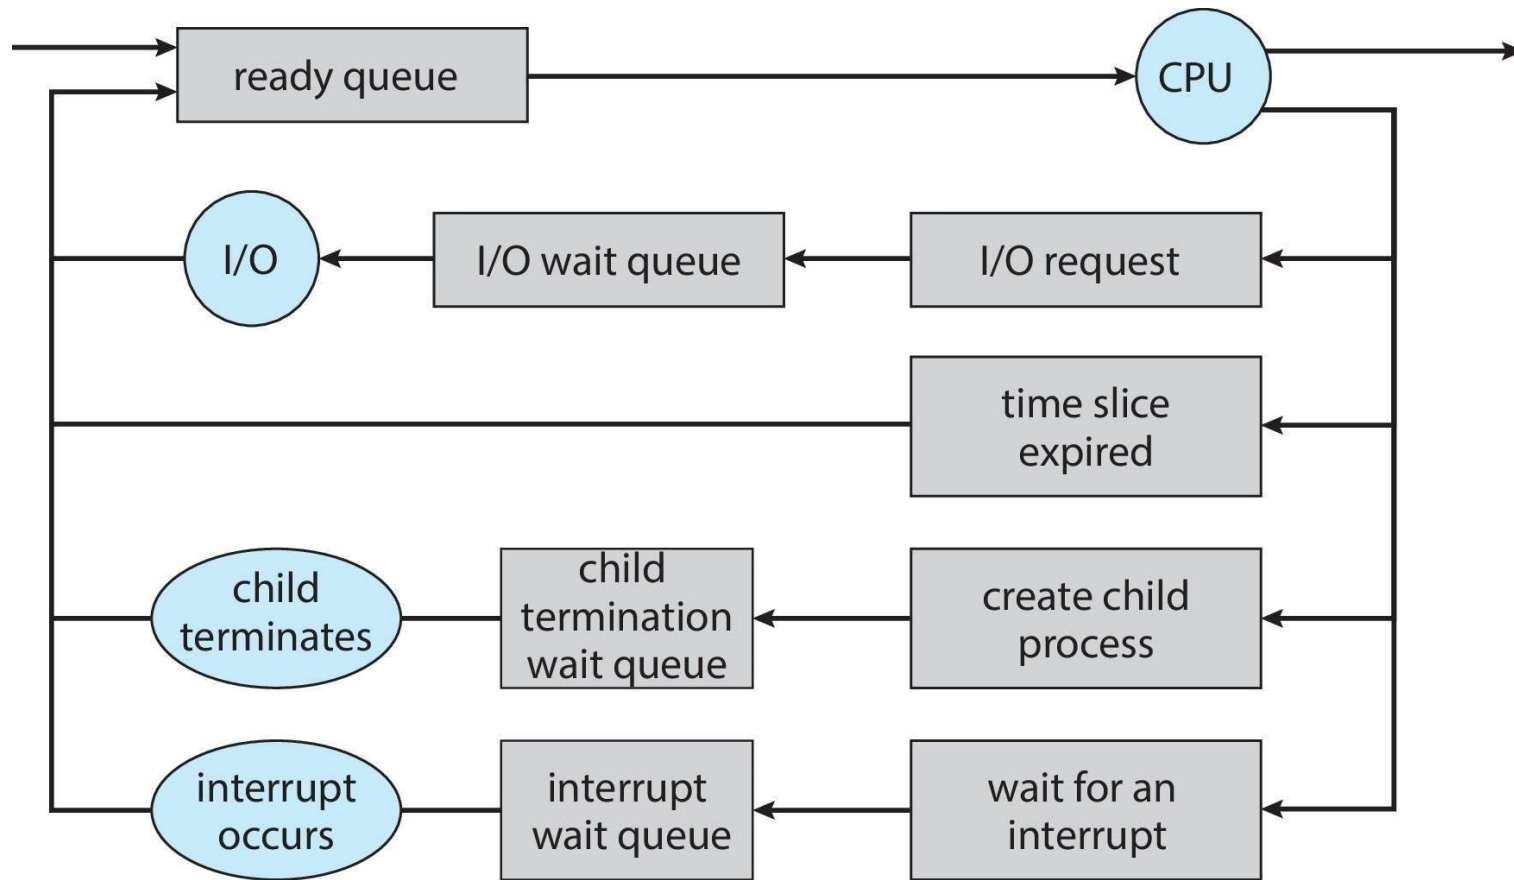 ready queue
CPU
I/O
I/O wait queue
I/O request
time slice
expired
child
terminates
child
termination
wait queue
create child
process
interrupt
occurs
interrupt
wait queue
wait for an
interrupt